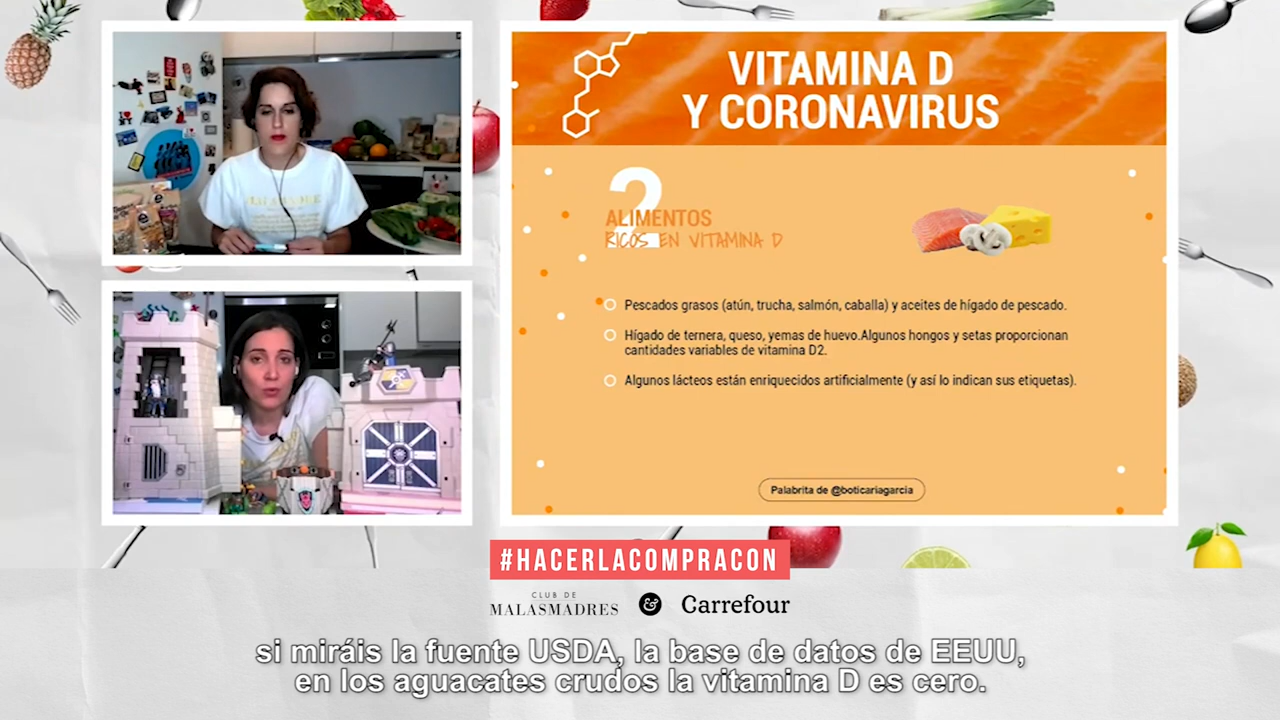 VITAMINA D
Y CORONAVIRUS
2
ALIMENTOS
RICOS EN VITAMINA D
Pescados grasos (atún, trucha, salmón, caballa) y aceites de hígado de pescado.
Hígado de ternera, queso, yemas de huevo.Algunos hongos y setas proporcionan
cantidades variables de vitamina D2.
Algunos lácteos están enriquecidos artificialmente (y así lo indican sus etiquetas).
Palabrita de @boticariagarcia
#HACERLACOMPRACON
CLUB DE
MALASMADRES & Carrefour
si miráis la fuente USDA, la base de datos de EEUU,
en los aguacates crudos la vitamina D es cero.